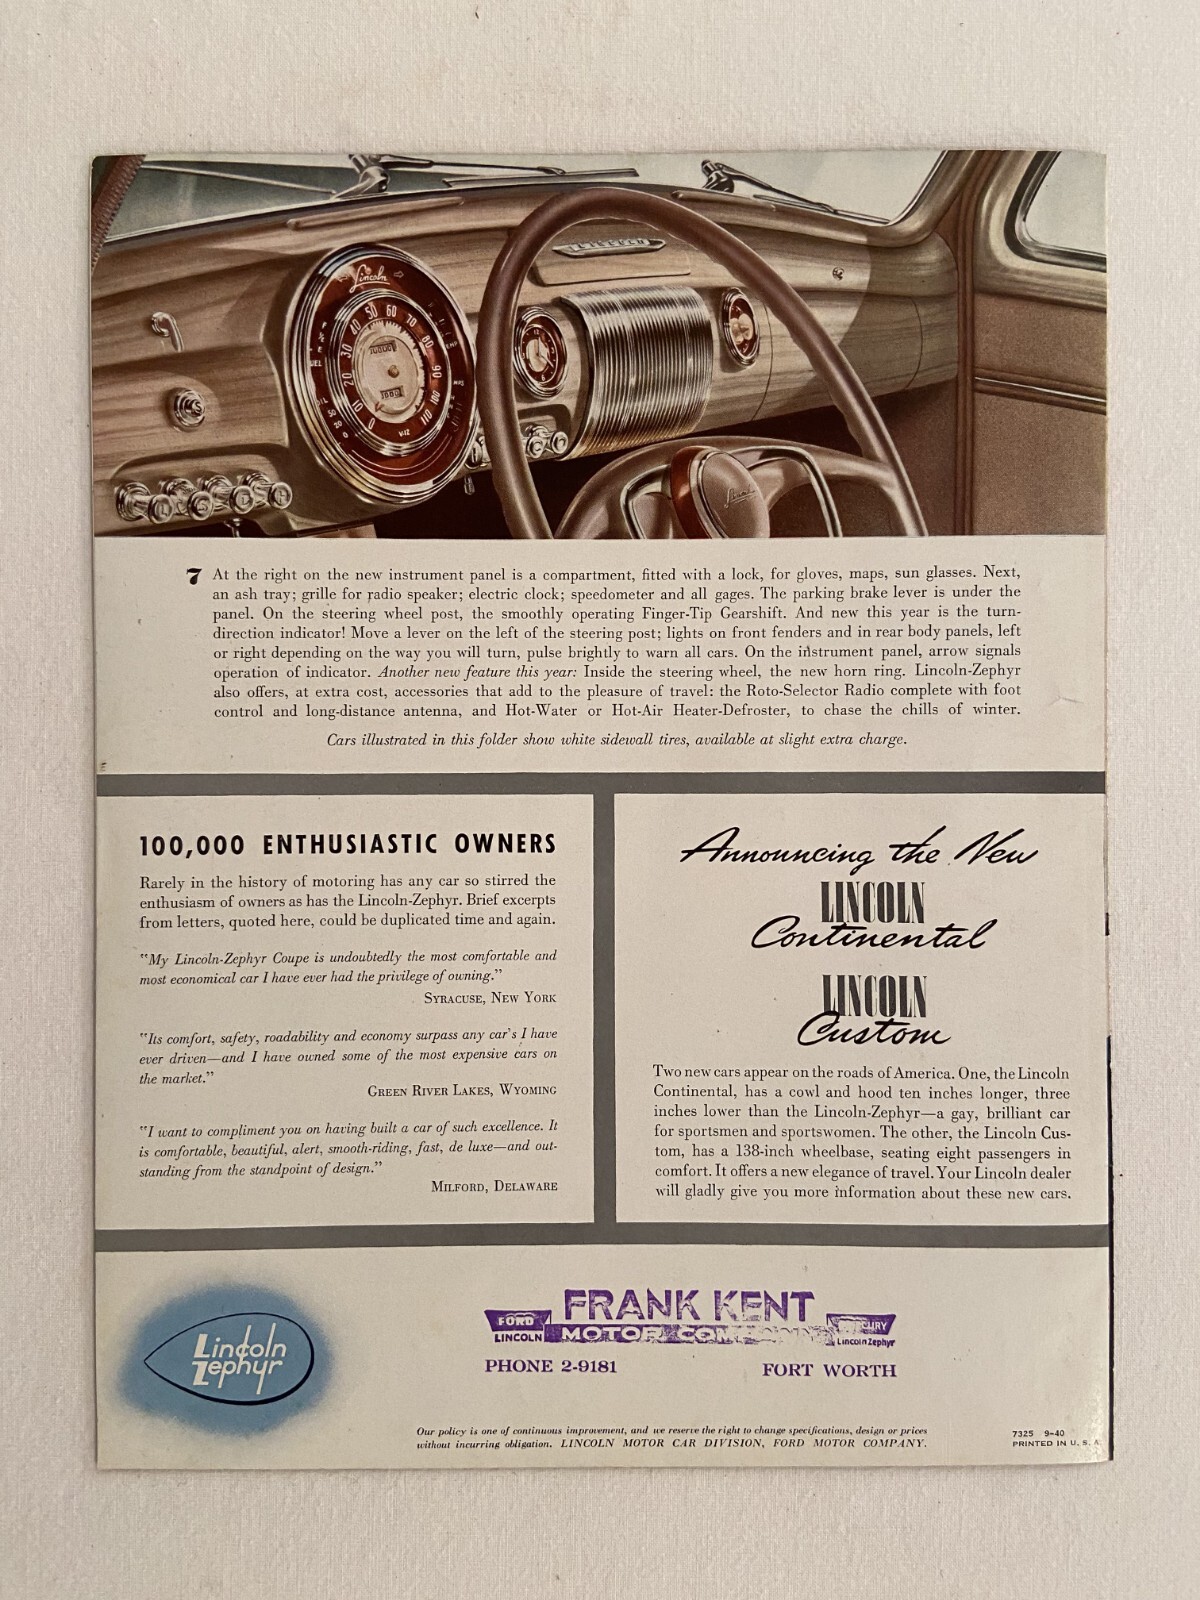 LINCOLN
Lincoln
0 10 20 30 40 50 60 70 80 90 100 110
V-12
Lincoln
7 At the right on the new instrument panel is a compartment, fitted with a lock, for gloves, maps, sun glasses. Next,
an ash tray; grille for radio speaker; electric clock; speedometer and all gages. The parking brake lever is under the
panel. On the steering wheel post, the smoothly operating Finger-Tip Gearshift. And new this year is the turn-
direction indicator! Move a lever on the left of the steering post; lights on front fenders and in rear body panels, left
or right depending on the way you will turn, pulse brightly to warn all cars. On the instrument panel, arrow signals
operation of indicator. Another new feature this year: Inside the steering wheel, the new horn ring. Lincoln-Zephyr
also offers, at extra cost, accessories that add to the pleasure of travel: the Roto-Selector Radio complete with foot
control and long-distance antenna, and Hot-Water or Hot-Air Heater-Defroster, to chase the chills of winter.
Cars illustrated in this folder show white sidewall tires, available at slight extra charge.
100,000 ENTHUSIASTIC OWNERS
Rarely in the history of motoring has any car so stirred the
enthusiasm of owners as has the Lincoln-Zephyr. Brief excerpts
from letters, quoted here, could be duplicated time and again.
"My Lincoln-Zephyr Coupe is undoubtedly the most comfortable and
most economical car I have ever had the privilege of owning."
SYRACUSE, NEW YORK
"Its comfort, safety, roadability and economy surpass any car's I have
ever driven—and I have owned some of the most expensive cars on
the market."
GREEN RIVER LAKES, WYOMING
"I want to compliment you on having built a car of such excellence. It
is comfortable, beautiful, alert, smooth-riding, fast, de luxe—and out-
standing from the standpoint of design."
MILFORD, DELAWARE
Announcing the New
LINCOLN
Continental
LINCOLN
Custom
Two new cars appear on the roads of America. One, the Lincoln
Continental, has a cowl and hood ten inches longer, three
inches lower than the Lincoln-Zephyr—a gay, brilliant car
for sportsmen and sportswomen. The other, the Lincoln Cus-
tom, has a 138-inch wheelbase, seating eight passengers in
comfort. It offers a new elegance of travel. Your Lincoln dealer
will gladly give you more information about these new cars.
Lincoln
Zephyr
FRANK KENT
FORD MOTOR
LINCOLN Lincoln Zephyr
PHONE 2-9181 FORT WORTH
Our policy is one of continuous improvement, and we reserve the right to change specifications, design or prices
without incurring obligation. LINCOLN MOTOR CAR DIVISION, FORD MOTOR COMPANY.
7325 9-40
PRINTED IN U. S. A.